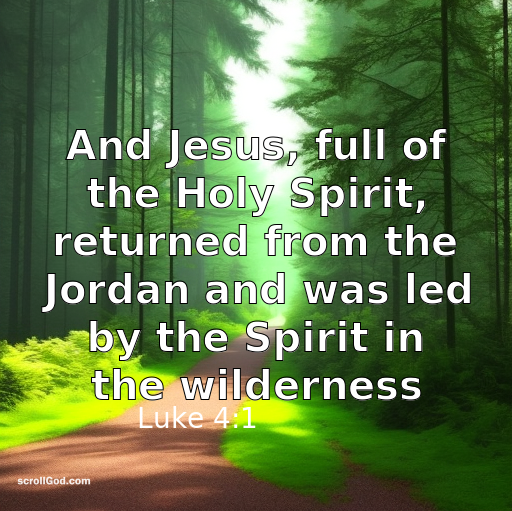 And Jesus, full of
the Holy Spirit,
returned from the
Jordan and was led
by the Spirit in
the wilderness
Luke 4:1
scrollGod.com